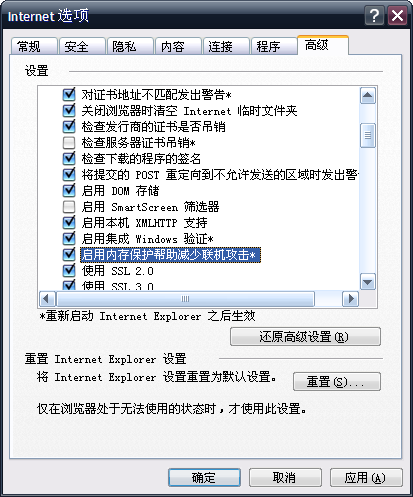 Internet 选项
常规 安全 隐私 内容 连接 程序 高级
设置
对证书地址不匹配发出警告*
关闭浏览器时清空 Internet 临时文件夹
检查发行商的证书是否吊销
检查服务器证书吊销*
检查下载的程序的签名
将提交的 POST 重定向到不允许发送的区域时发出警
启用 DOM 存储
启用 SmartScreen 筛选器
启用本机 XMLHTTP 支持
启用集成 Windows 验证*
启用内存保护帮助减少联机攻击*
使用 SSL 2.0
使用 SSL 3.0
*重新启动 Internet Explorer 之后生效
还原高级设置(R)
重置 Internet Explorer 设置
将 Internet Explorer 设置重置为默认设置。
重置(S)...
仅在浏览器处于无法使用的状态时,才使用此设置。
确定 取消 应用(A)